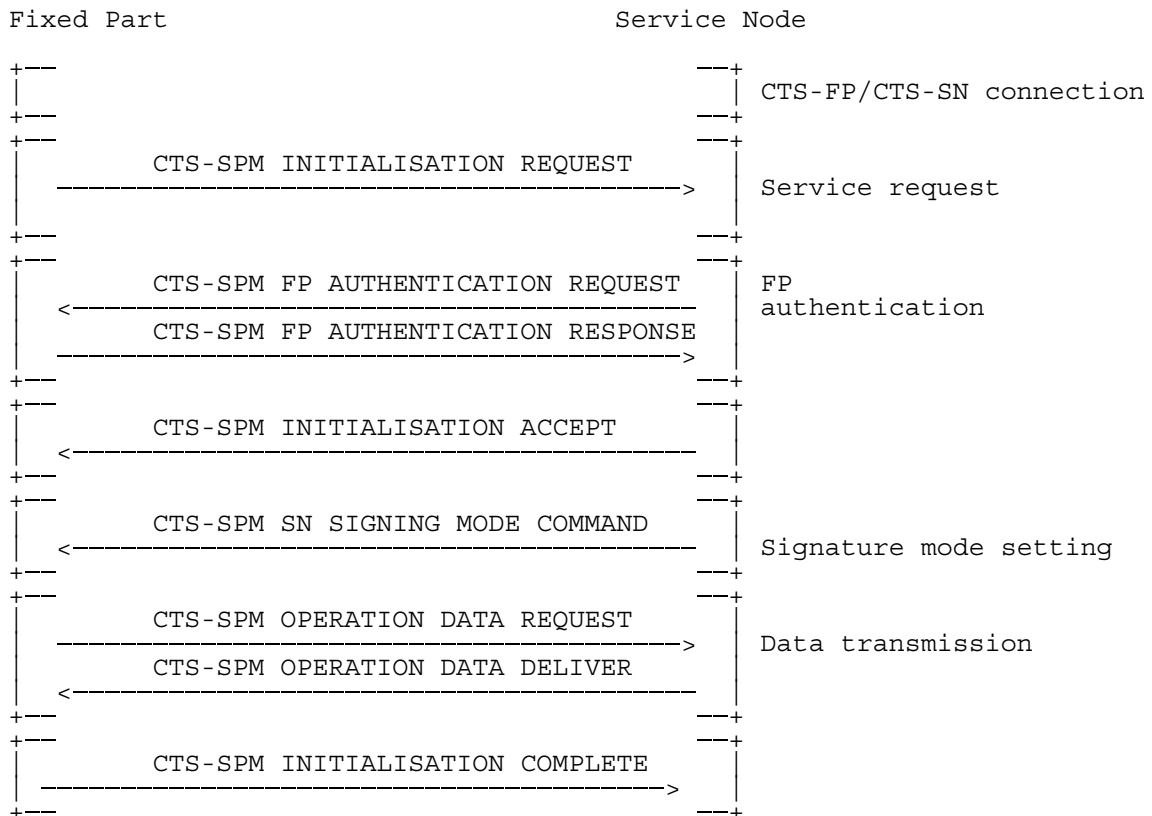 Fixed Part Service Node
CTS-FP/CTS-SN connection
CTS-SPM INITIALISATION REQUEST
Service request
CTS-SPM FP AUTHENTICATION REQUEST FP
authentication
CTS-SPM FP AUTHENTICATION RESPONSE
CTS-SPM INITIALISATION ACCEPT
CTS-SPM SN SIGNING MODE COMMAND
Signature mode setting
CTS-SPM OPERATION DATA REQUEST
Data transmission
CTS-SPM OPERATION DATA DELIVER
CTS-SPM INITIALISATION COMPLETE